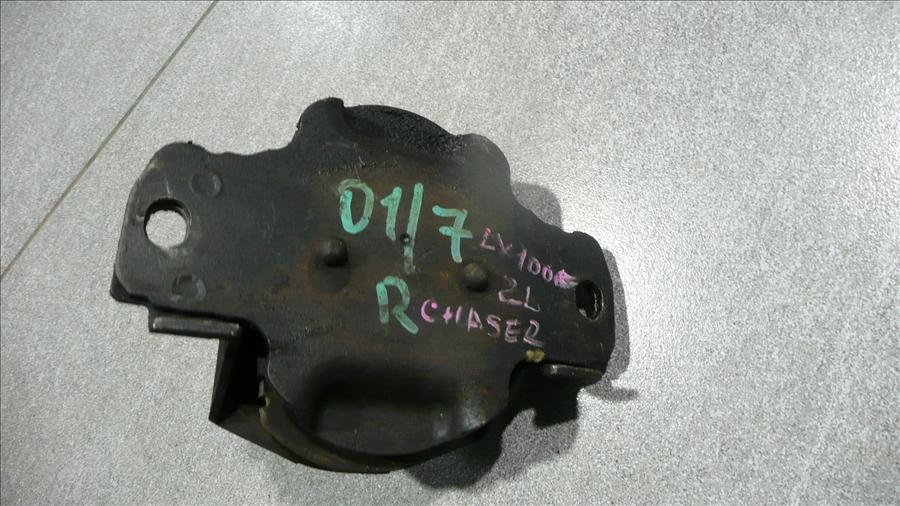 01/7
LX100
2L
R CHASER